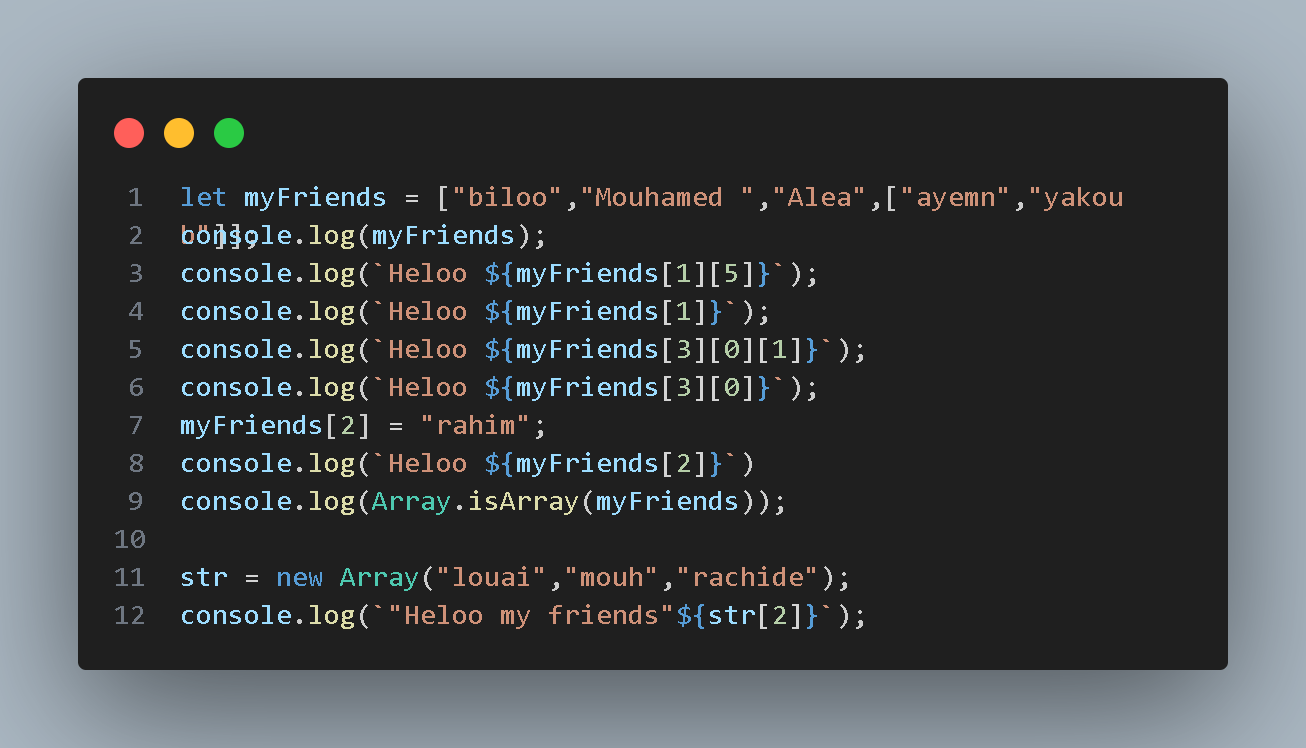 1 let myFriends = ["biloo","Mouhamed ","Alea",["ayemn","yakou
b"]];
2 console.log(myFriends);
3 console.log(`Heloo ${myFriends[1][5]}`);
4 console.log(`Heloo ${myFriends[1]}`);
5 console.log(`Heloo ${myFriends[3][0][1]}`);
6 console.log(`Heloo ${myFriends[3][0]}`);
7 myFriends[2] = "rahim";
8 console.log(`Heloo ${myFriends[2]}`)
9 console.log(Array.isArray(myFriends));
10
11 str = new Array("louai","mouh","rachide");
12 console.log(`"Heloo my friends"${str[2]}`);